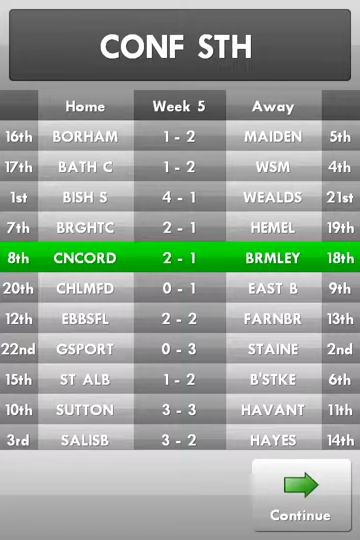 CONF STH
Home Week 5 Away
16th BORHAM 1 - 2 MAIDEN 5th
17th BATH C 1 - 2 WSM 4th
1st BISH S 4 - 1 WEALDS 21st
7th BRGHTC 2 - 1 HEMEL 19th
8th CNCORD 2 - 1 BRMLEY 18th
20th CHLMFD 0 - 1 EAST B 9th
12th EBBSFL 2 - 2 FARNBR 13th
22nd GSPORT 0 - 3 STAINE 2nd
15th ST ALB 1 - 2 B'STKE 6th
10th SUTTON 3 - 3 HAVANT 11th
3rd SALISB 3 - 2 HAYES 14th
Continue